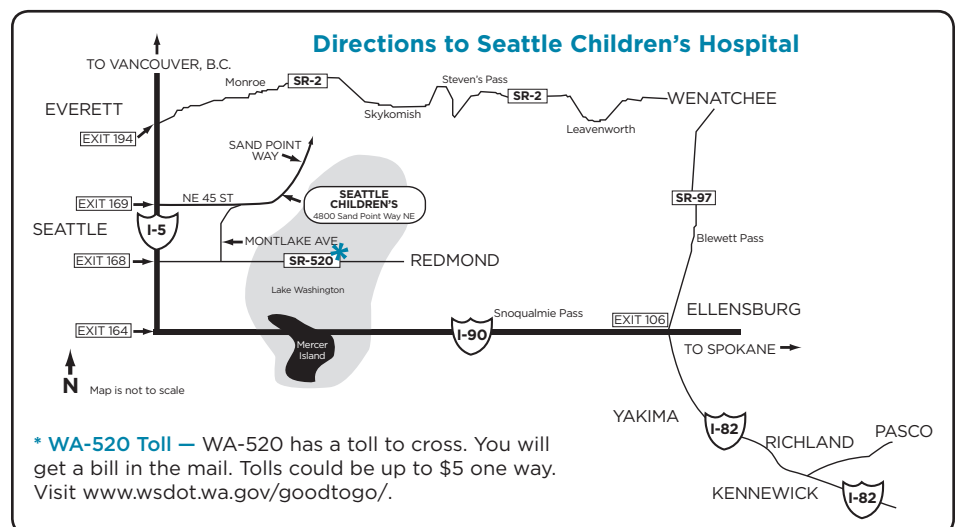 Directions to Seattle Children's Hospital
TO VANCOUVER, B.C.
Monroe
SR-2
Steven's Pass
SR-2
WENATCHEE
EVERETT
Skykomish
Leavenworth
EXIT 194
SAND POINT
WAY
EXIT 169
NE 45 ST
SEATTLE
CHILDREN'S
4800 Sand Point Way NE
SR-97
SEATTLE
I-5
MONTLAKE AVE
*
Blewett Pass
EXIT 168
SR-520
REDMOND
Lake Washington
Snoqualmie Pass
ELLENSBURG
EXIT 164
EXIT 106
I-90
Mercer
Island
TO SPOKANE
N
Map is not to scale
YAKIMA
I-82
RICHLAND
PASCO
KENNEWICK
I-82
* WA-520 Toll — WA-520 has a toll to cross. You will
get a bill in the mail. Tolls could be up to $5 one way.
Visit www.wsdot.wa.gov/goodtogo/.